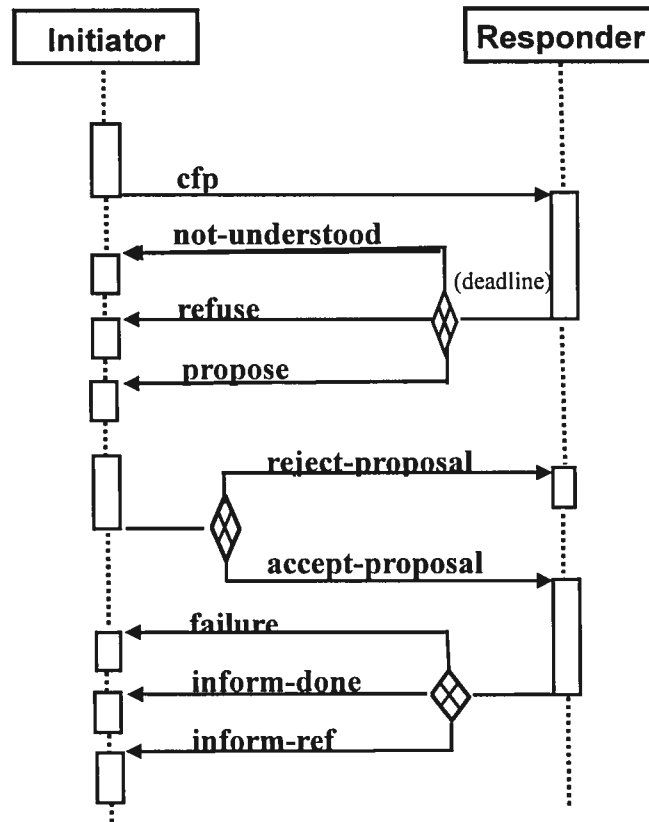 Initiator
Responder
cfp
not-understood
(deadline)
refuse
propose
reject-proposal
accept-proposal
failure
inform-done
inform-ref